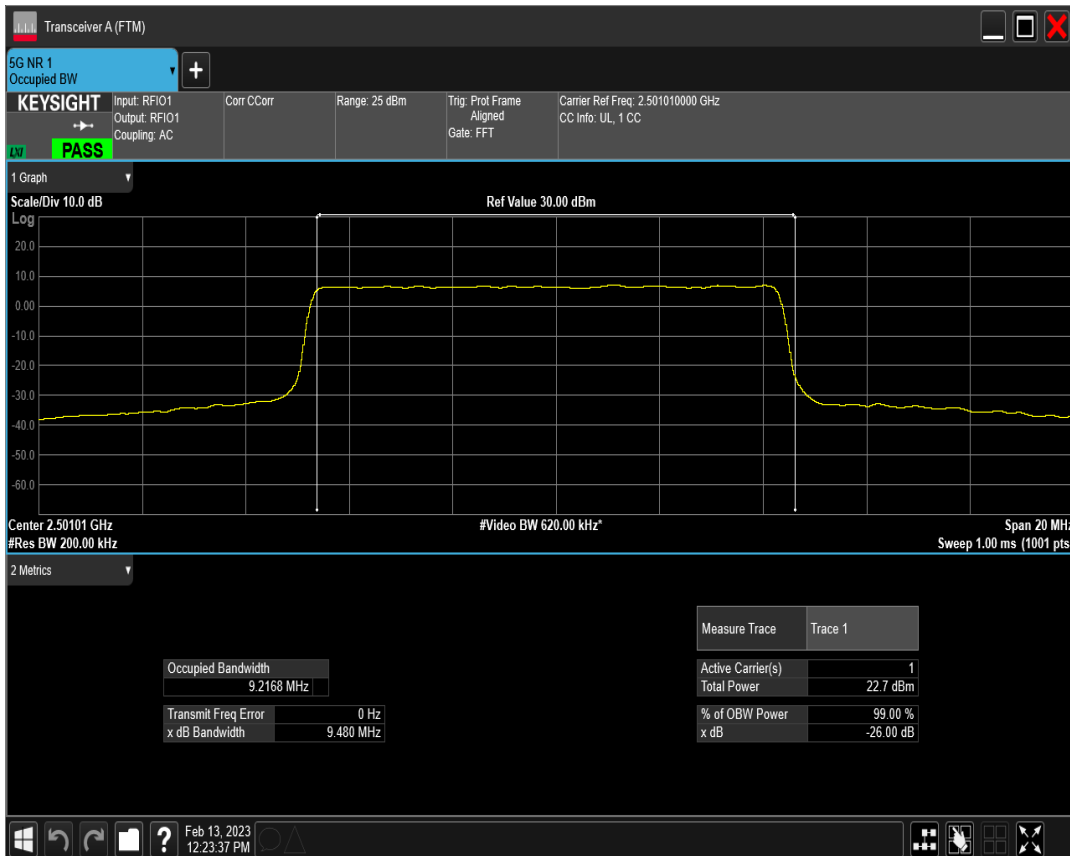 Transceiver A (FTM)
5G NR 1
Occupied BW
+
KEYSIGHT
LXI
PASS
Input: RFIO1
Output: RFIO1
Coupling: AC
Corr CCorr
Range: 25 dBm
Trig: Prot Frame
Aligned
Gate: FFT
Carrier Ref Freq: 2.501010000 GHz
CC Info: UL, 1 CC
1 Graph
Scale/Div 10.0 dB
Ref Value 30.00 dBm
Log
20.0
10.0
0.00
-10.0
-20.0
-30.0
-40.0
-50.0
-60.0
Center 2.50101 GHz
#Video BW 620.00 kHz*
Span 20 MHz
#Res BW 200.00 kHz
Sweep 1.00 ms (1001 pts
2 Metrics
Measure Trace Trace 1
Occupied Bandwidth
9.2168 MHz
Active Carrier(s) 1
Total Power 22.7 dBm
Transmit Freq Error 0 Hz
x dB Bandwidth 9.480 MHz
% of OBW Power 99.00 %
x dB -26.00 dB
?
Feb 13, 2023
12:23:37 PM